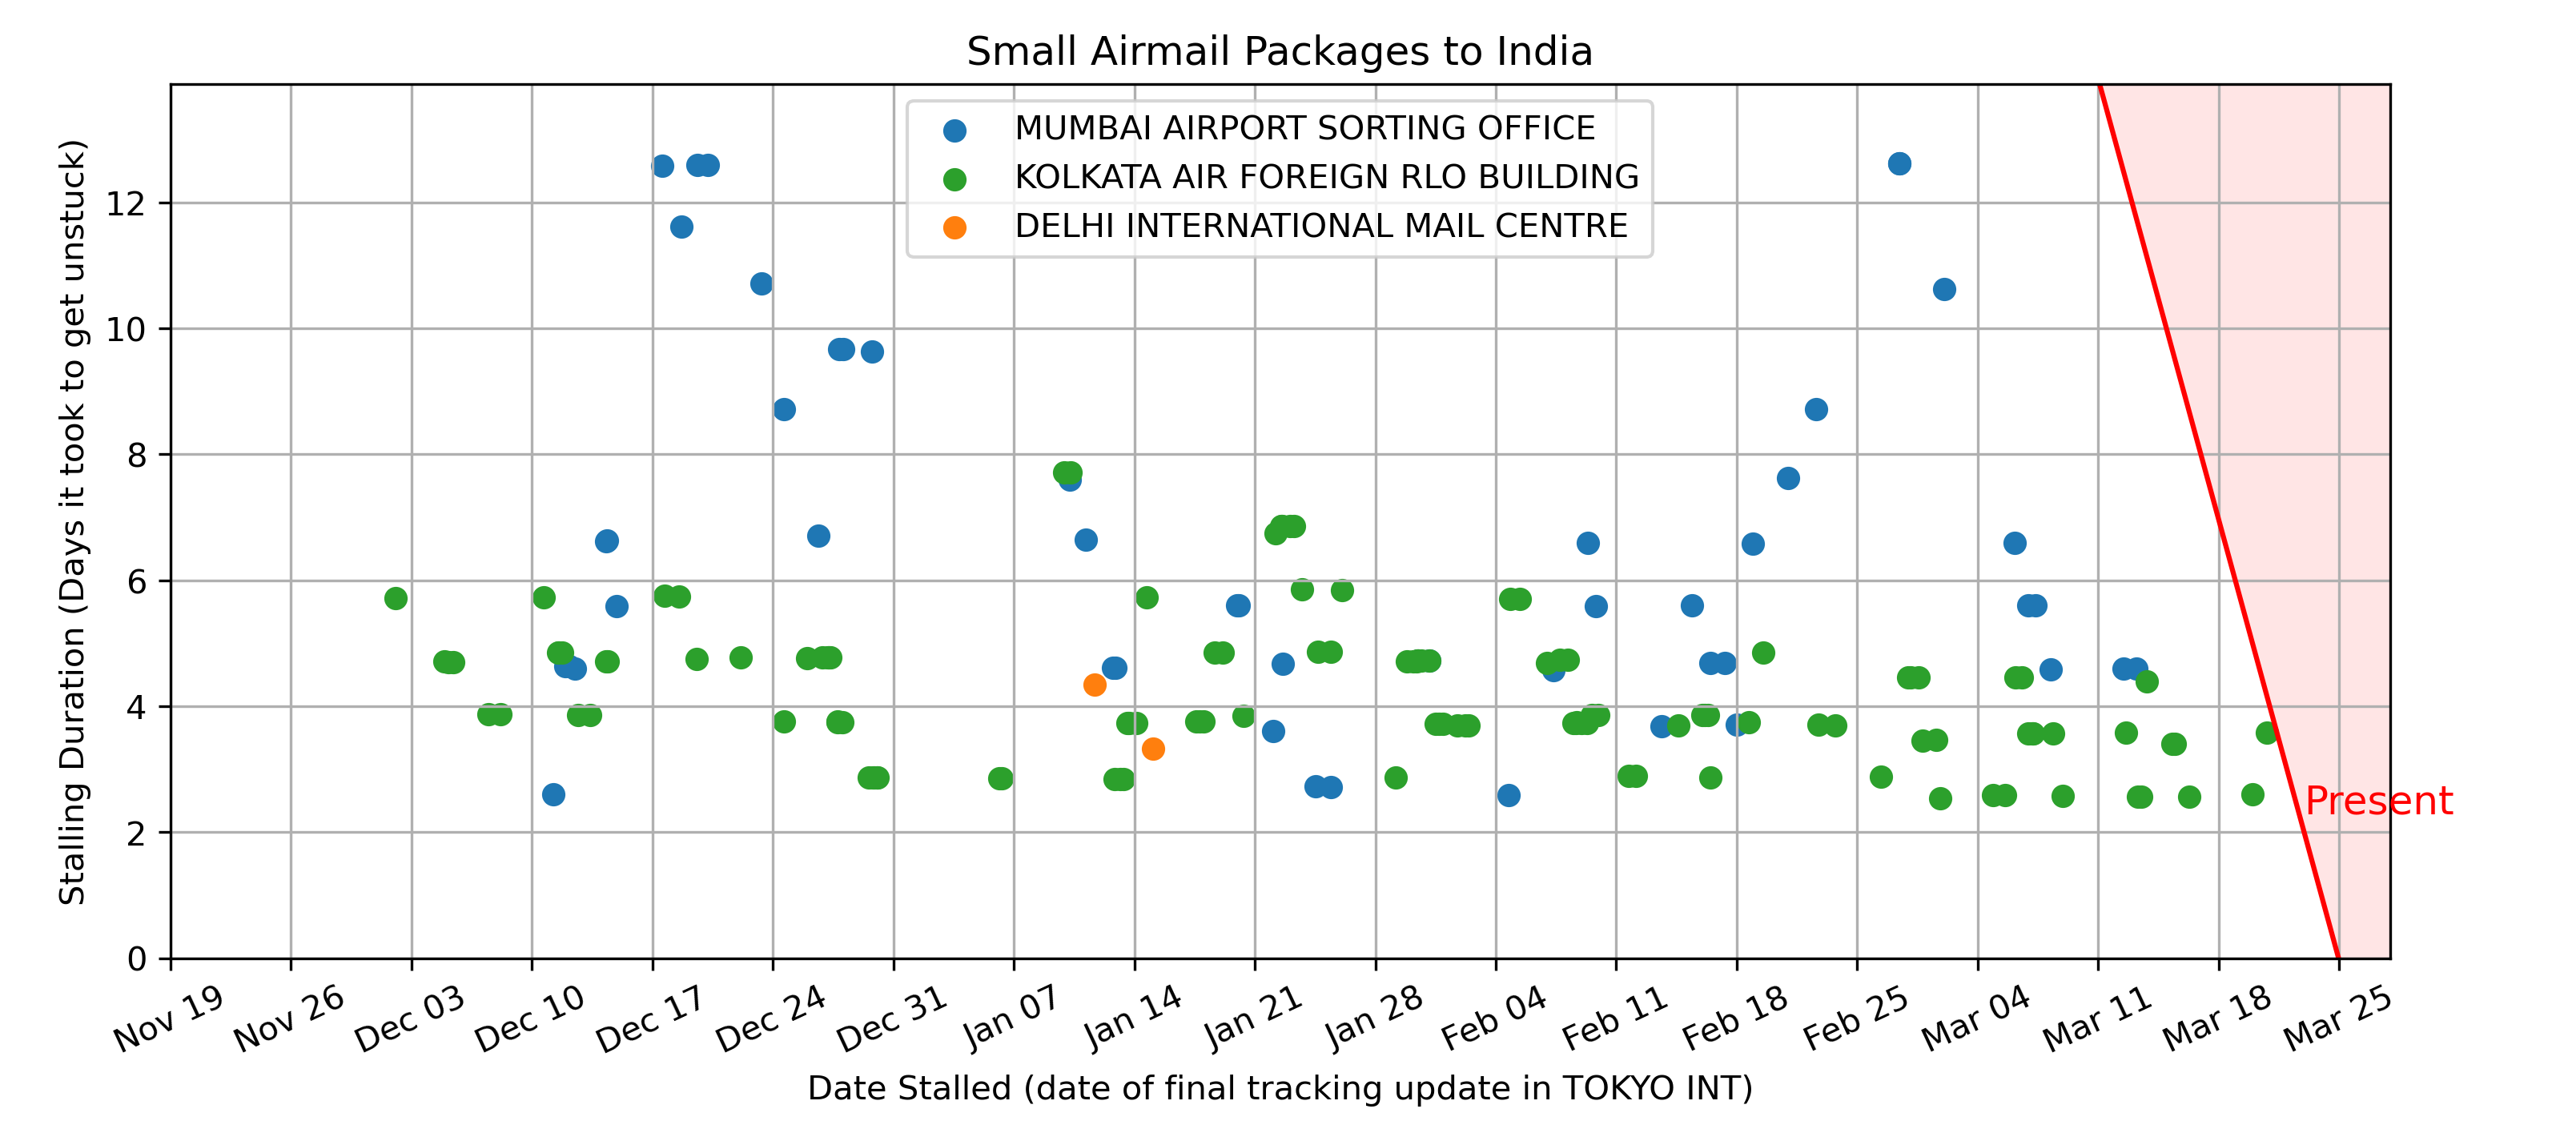 Small Airmail Packages to India
MUMBAI AIRPORT SORTING OFFICE
KOLKATA AIR FOREIGN RLO BUILDING
DELHI INTERNATIONAL MAIL CENTRE
Stalling Duration (Days it took to get unstuck)
12
10
8
6
4
2
0
Present
Nov 19 Nov 26 Dec 03 Dec 10 Dec 17 Dec 24 Dec 31 Jan 07 Jan 14 Jan 21 Jan 28 Feb 04 Feb 11 Feb 18 Feb 25 Mar 04 Mar 11 Mar 18 Mar 25
Date Stalled (date of final tracking update in TOKYO INT)